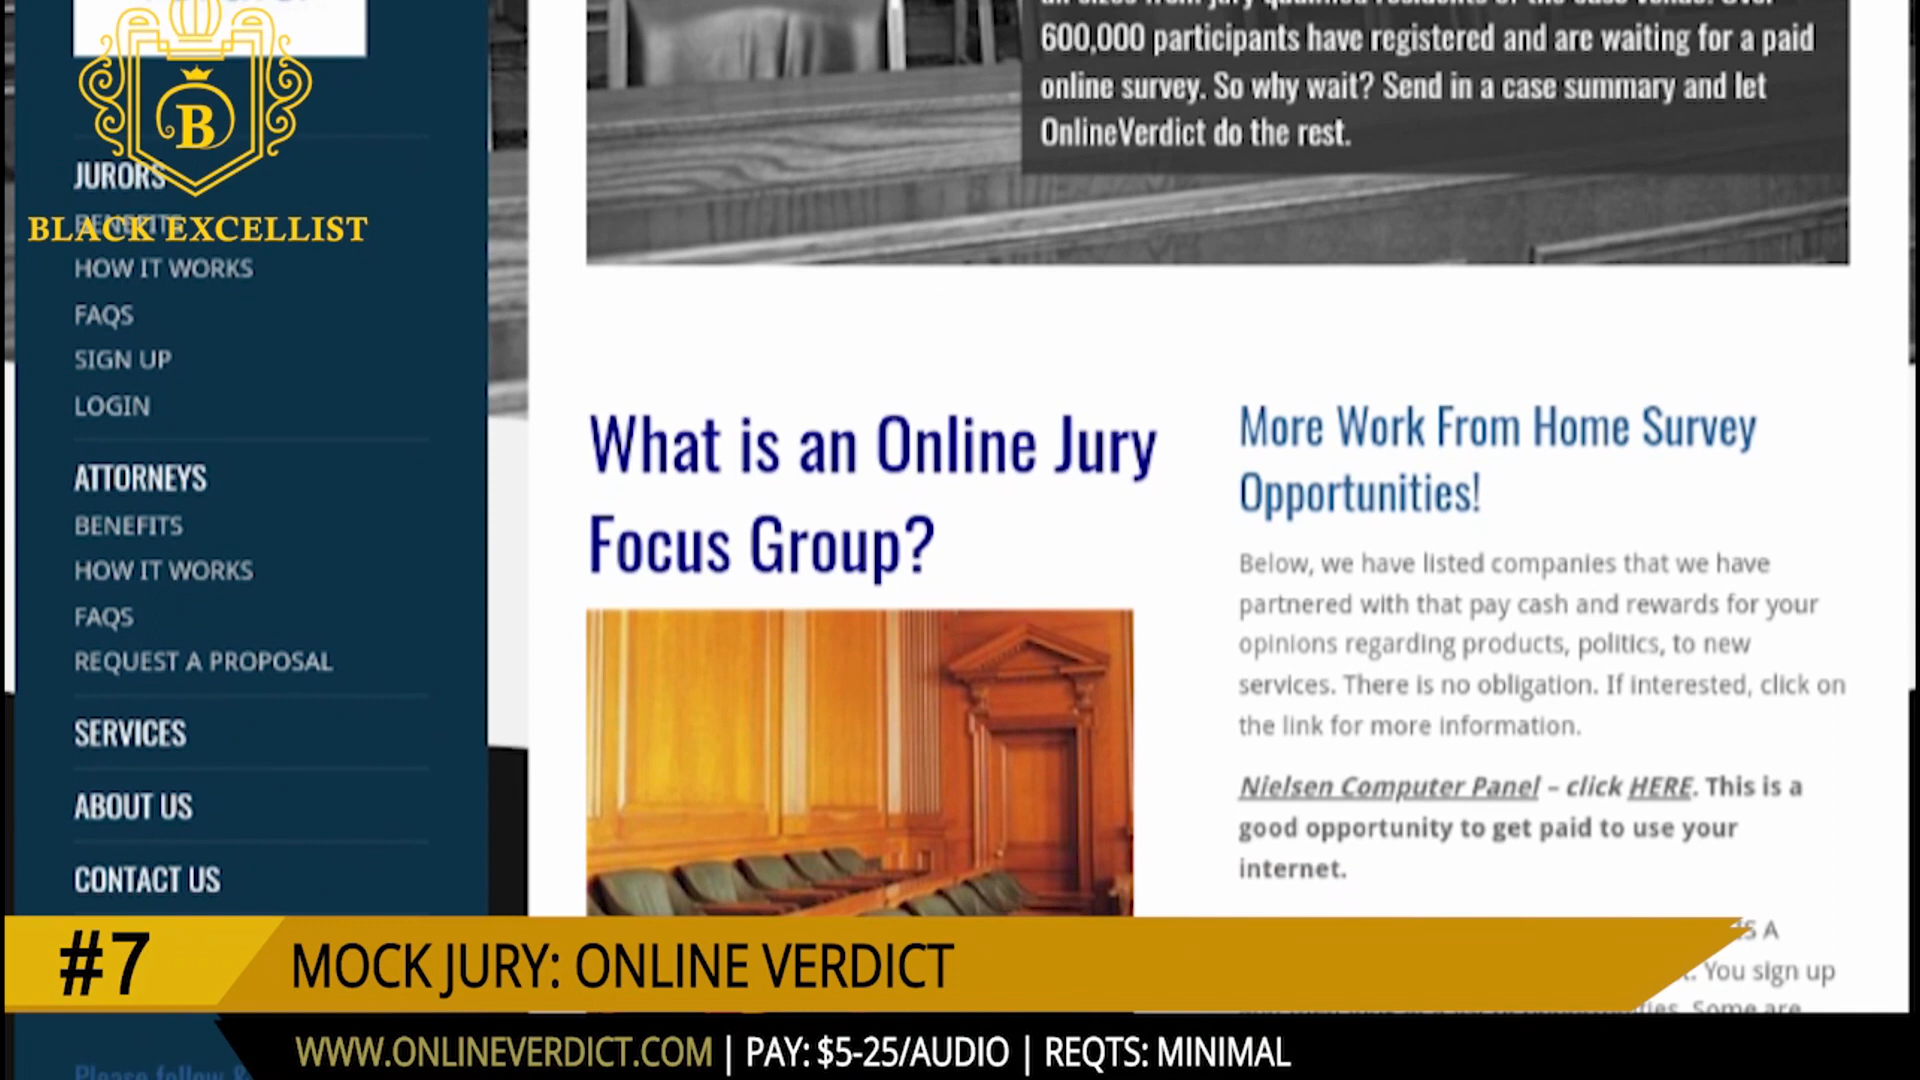 B
BLACK EXCELLIST
JURORS
BENEFITS
HOW IT WORKS
FAQS
SIGN UP
LOGIN
ATTORNEYS
BENEFITS
HOW IT WORKS
FAQS
REQUEST A PROPOSAL
SERVICES
ABOUT US
CONTACT US
600,000 participants have registered and are waiting for a paid
online survey. So why wait? Send in a case summary and let
OnlineVerdict do the rest.
What is an Online Jury
Focus Group?
More Work From Home Survey
Opportunities!
Below, we have listed companies that we have
partnered with that pay cash and rewards for your
opinions regarding products, politics, to new
services. There is no obligation. If interested, click on
the link for more information.
Nielsen Computer Panel – click HERE. This is a
good opportunity to get paid to use your
internet.
A
You sign up
Some are
#7
MOCK JURY: ONLINE VERDICT
WWW.ONLINEVERDICT.COM | PAY: $5-25/AUDIO | REQTS: MINIMAL